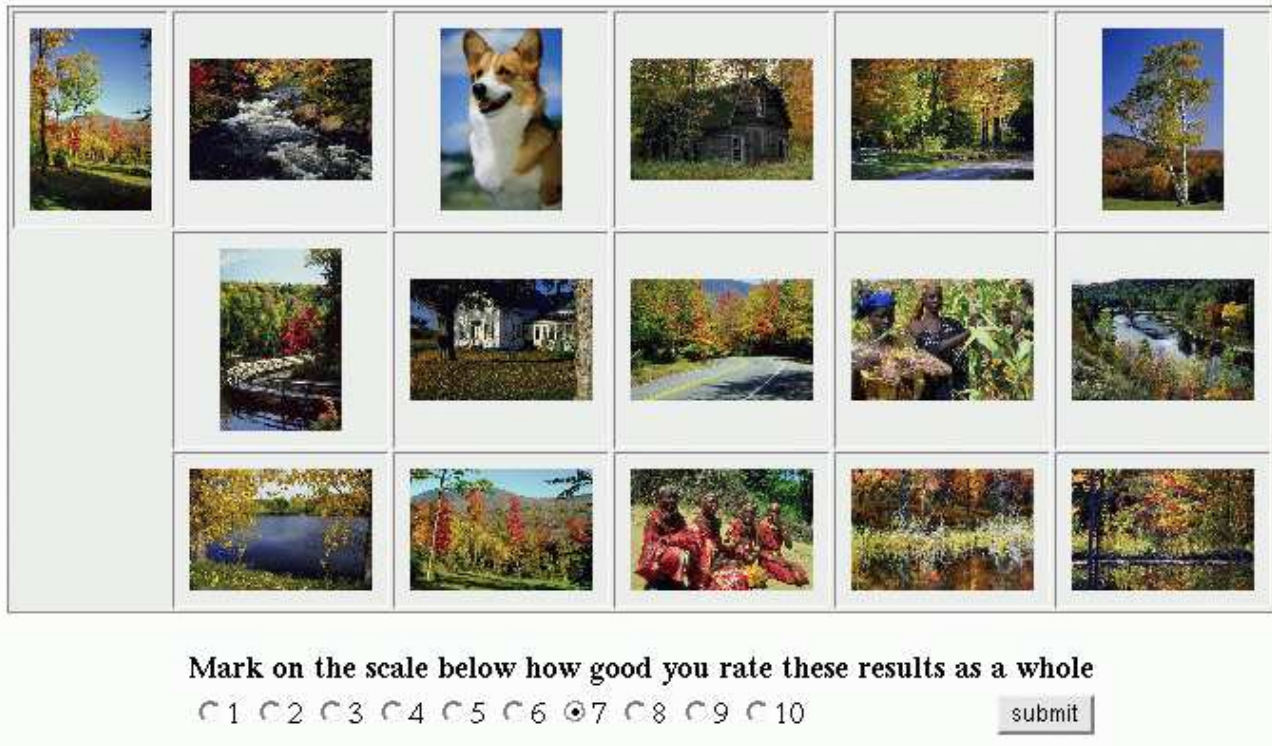 Mark on the scale below how good you rate these results as a whole
1 2 3 4 5 6 7 8 9 10 submit